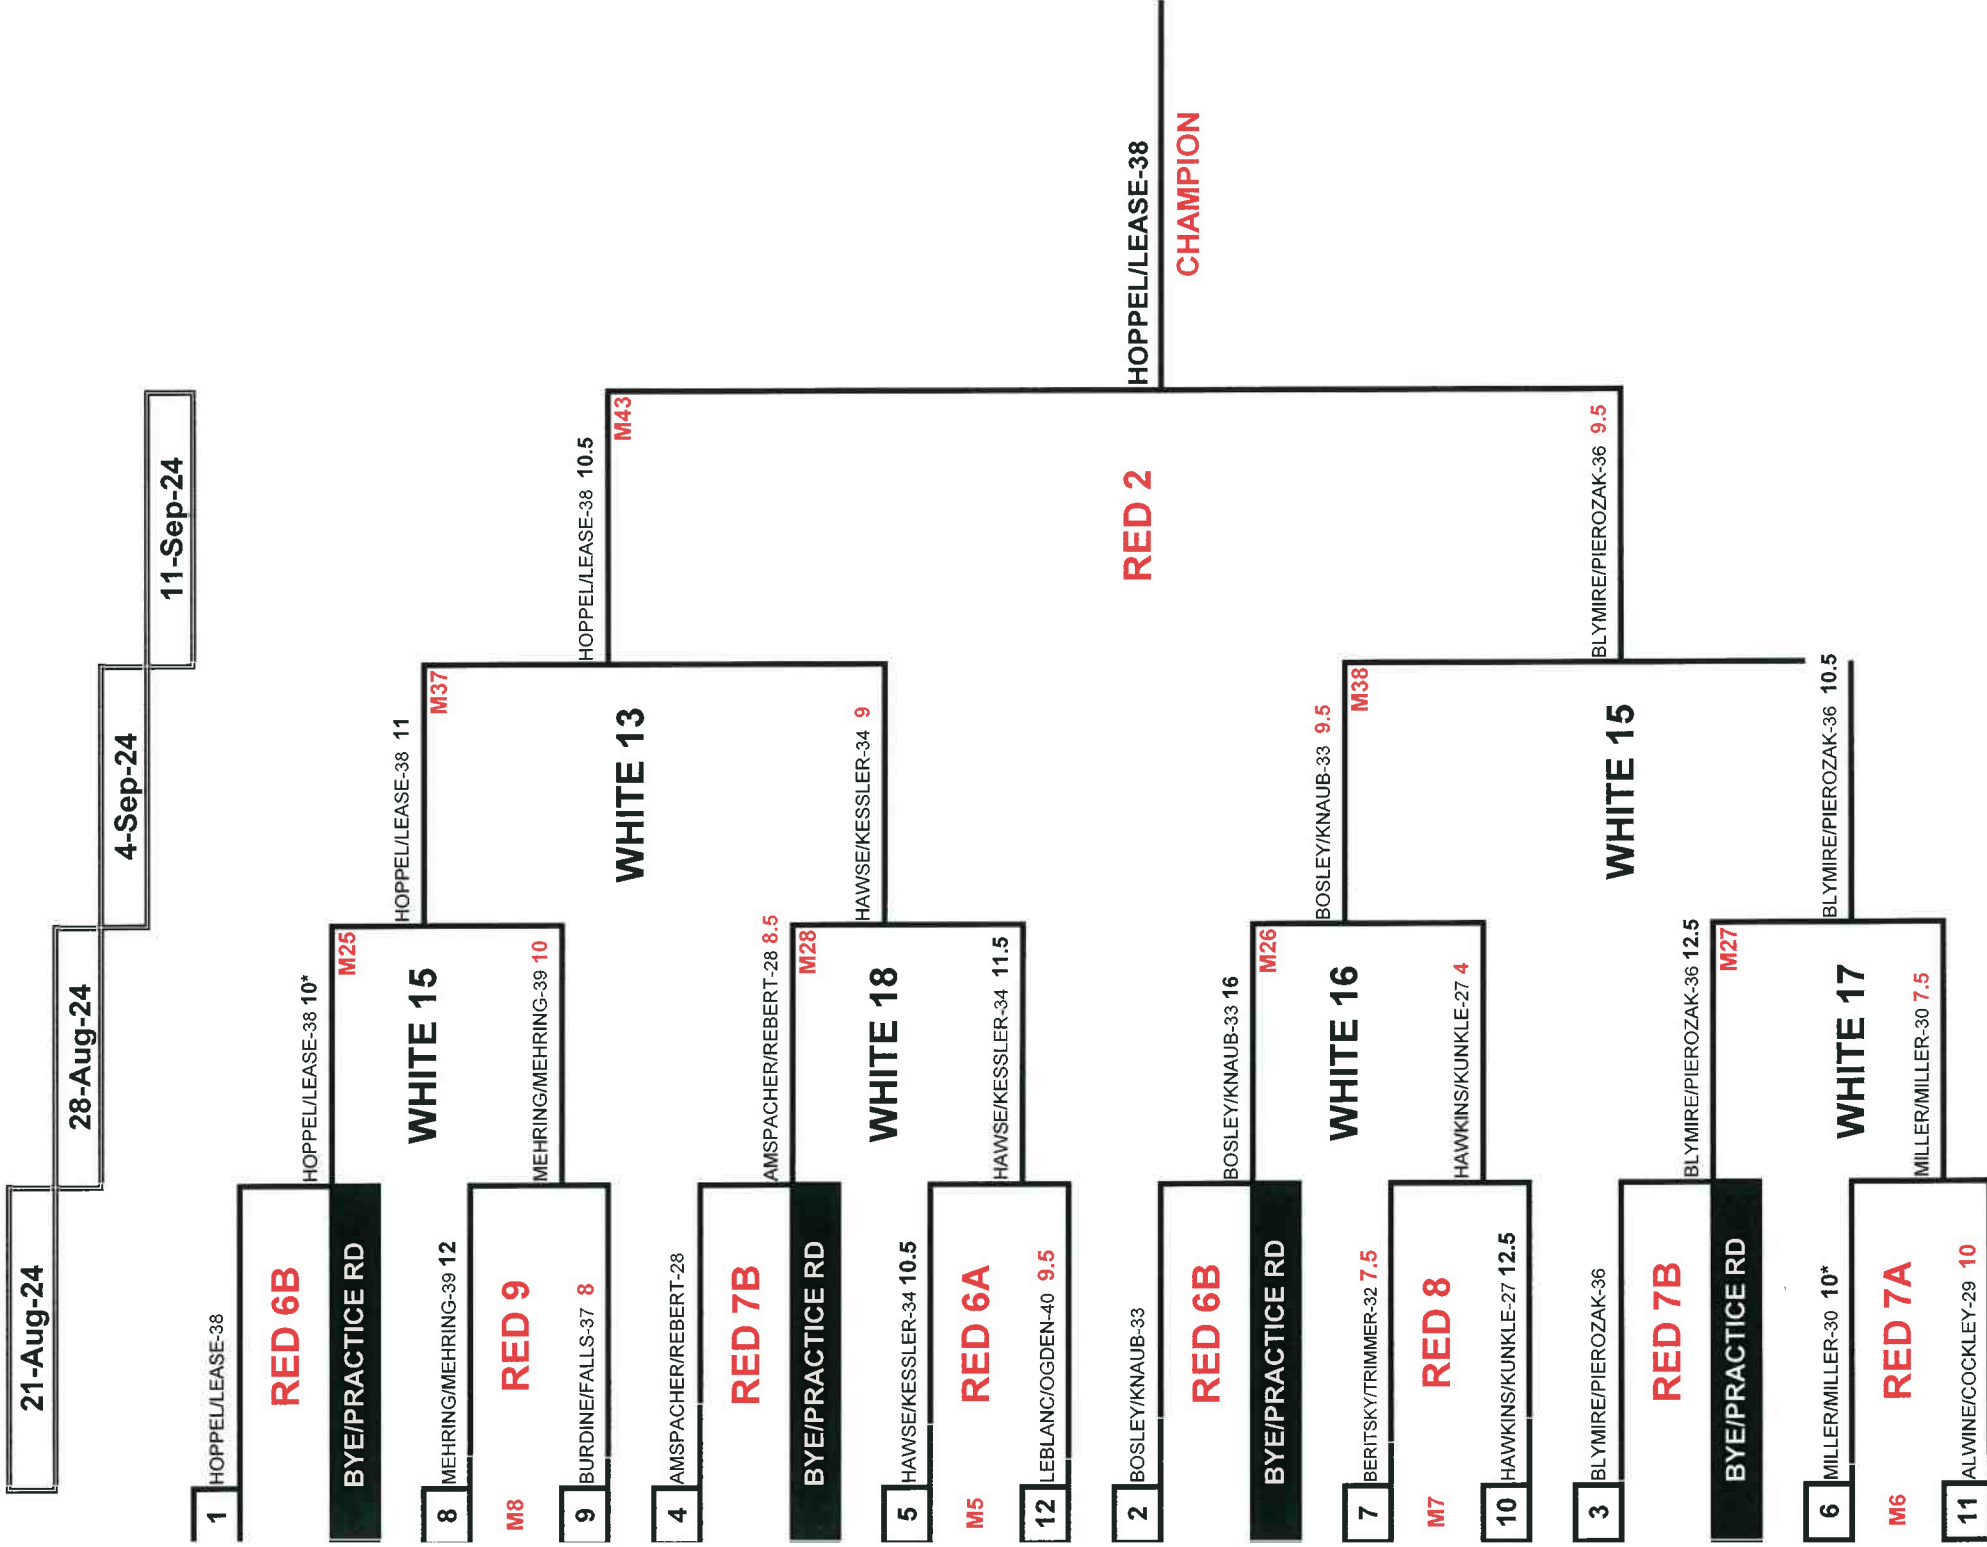 21-Aug-24
28-Aug-24
4-Sep-24
11-Sep-24
1 HOPPEL/LEASE-38
RED 6B
BYE/PRACTICE RD
HOPPEL/LEASE-38 10*
M25
WHITE 15
8 MEHRING/MEHRING-39 12
M8 RED 9
MEHRING/MEHRING-39 10
9 BURDINE/FALLS-37 8
HOPPEL/LEASE-38 11
M37
WHITE 13
4 AMSPACHER/REBERT-28
RED 7B
BYE/PRACTICE RD
AMSPACHER/REBERT-28 8.5
M28
WHITE 18
HAWSE/KESSLER-34 9
5 HAWSE/KESSLER-34 10.5
M5 RED 6A
HAWSE/KESSLER-34 11.5
12 LEBLANC/OGDEN-40 9.5
HOPPEL/LEASE-38 10.5
M43
RED 2
HOPPEL/LEASE-38
CHAMPION
2 BOSLEY/KNAUB-33
RED 6B
BYE/PRACTICE RD
BOSLEY/KNAUB-33 16
M26
WHITE 16
7 BERITSKY/TRIMMER-32 7.5
M7 RED 8
HAWKINS/KUNKLE-27 4
10 HAWKINS/KUNKLE-27 12.5
BOSLEY/KNAUB-33 9.5
M38
WHITE 15
BLYMIRE/PIEROZAK-36 9.5
3 BLYMIRE/PIEROZAK-36
RED 7B
BYE/PRACTICE RD
BLYMIRE/PIEROZAK-36 12.5
M27
WHITE 17
BLYMIRE/PIEROZAK-36 10.5
6 MILLER/MILLER-30 10*
M6 RED 7A
MILLER/MILLER-30 7.5
11 ALWINE/COCKLEY-29 10